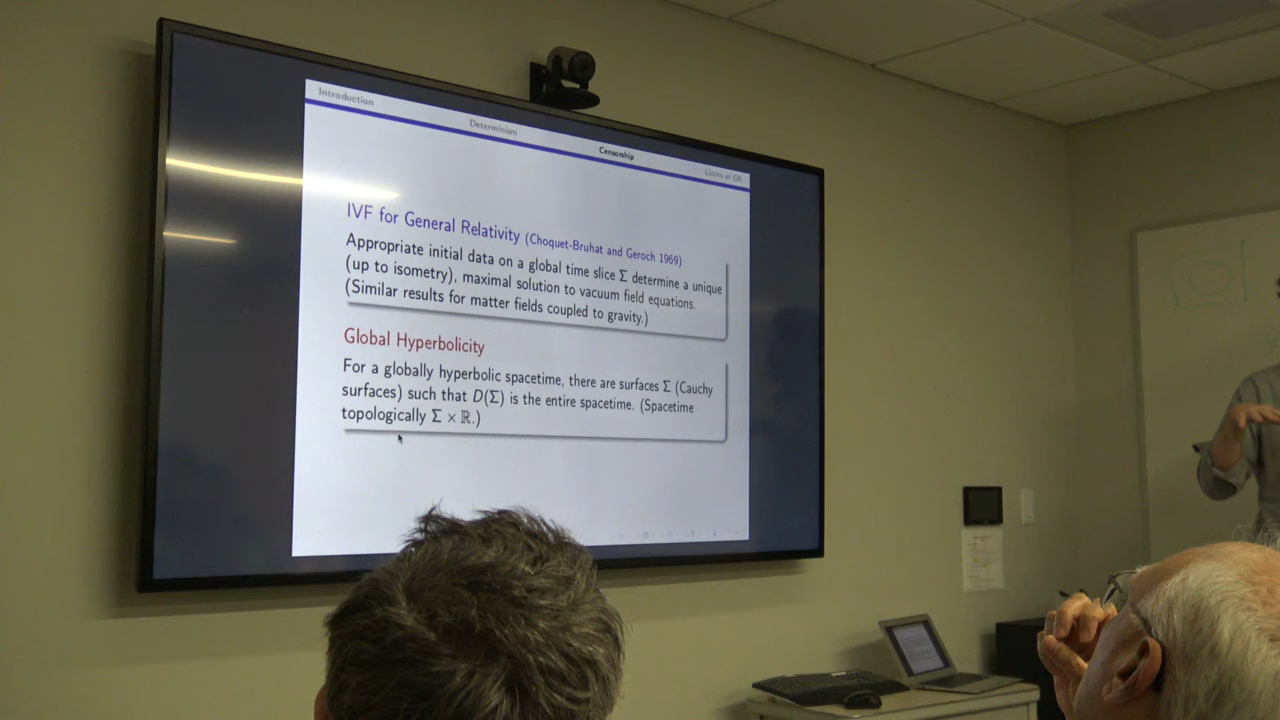 Introduction
Determinism
Censorship
Limits of GR
IVF for General Relativity (Choquet-Bruhat and Geroch 1969)
Appropriate initial data on a global time slice Σ determine a unique
(up to isometry), maximal solution to vacuum field equations.
(Similar results for matter fields coupled to gravity.)
Global Hyperbolicity
For a globally hyperbolic spacetime, there are surfaces Σ (Cauchy
surfaces) such that D(Σ) is the entire spacetime. (Spacetime
topologically Σ × ℝ.)